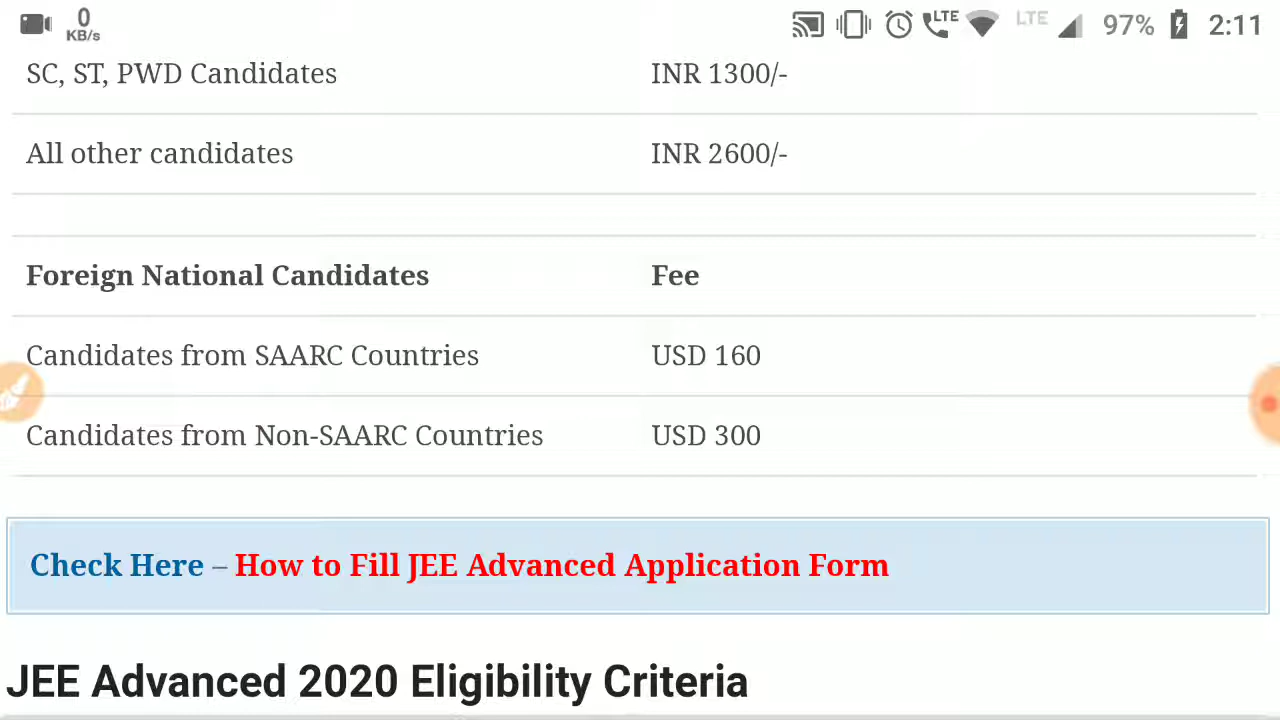 0
KB/s
LTE LTE 97% 2:11
SC, ST, PWD Candidates INR 1300/-
All other candidates INR 2600/-
Foreign National Candidates Fee
Candidates from SAARC Countries USD 160
Candidates from Non-SAARC Countries USD 300
Check Here – How to Fill JEE Advanced Application Form
JEE Advanced 2020 Eligibility Criteria